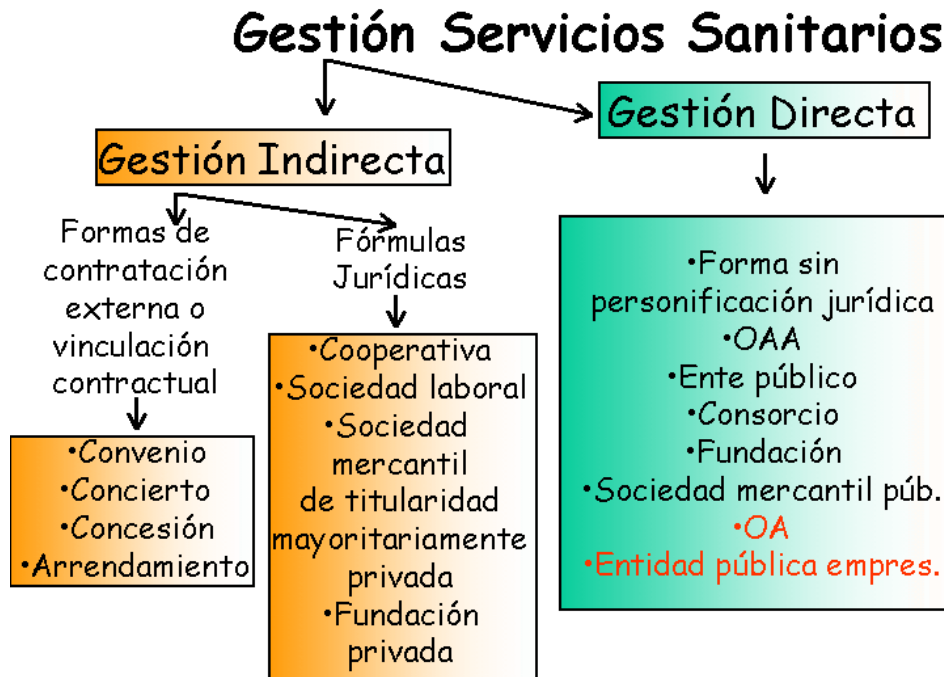 Gestión Servicios Sanitarios
Gestión Indirecta
Formas de
contratación
externa o
vinculación
contractual
•Convenio
•Concierto
•Concesión
•Arrendamiento
Fórmulas
Jurídicas
•Cooperativa
•Sociedad laboral
•Sociedad
mercantil
de titularidad
mayoritariamente
privada
•Fundación
privada
Gestión Directa
•Forma sin
personificación jurídica
•OAA
•Ente público
•Consorcio
•Fundación
•Sociedad mercantil púb.
•OA
•Entidad pública empres.